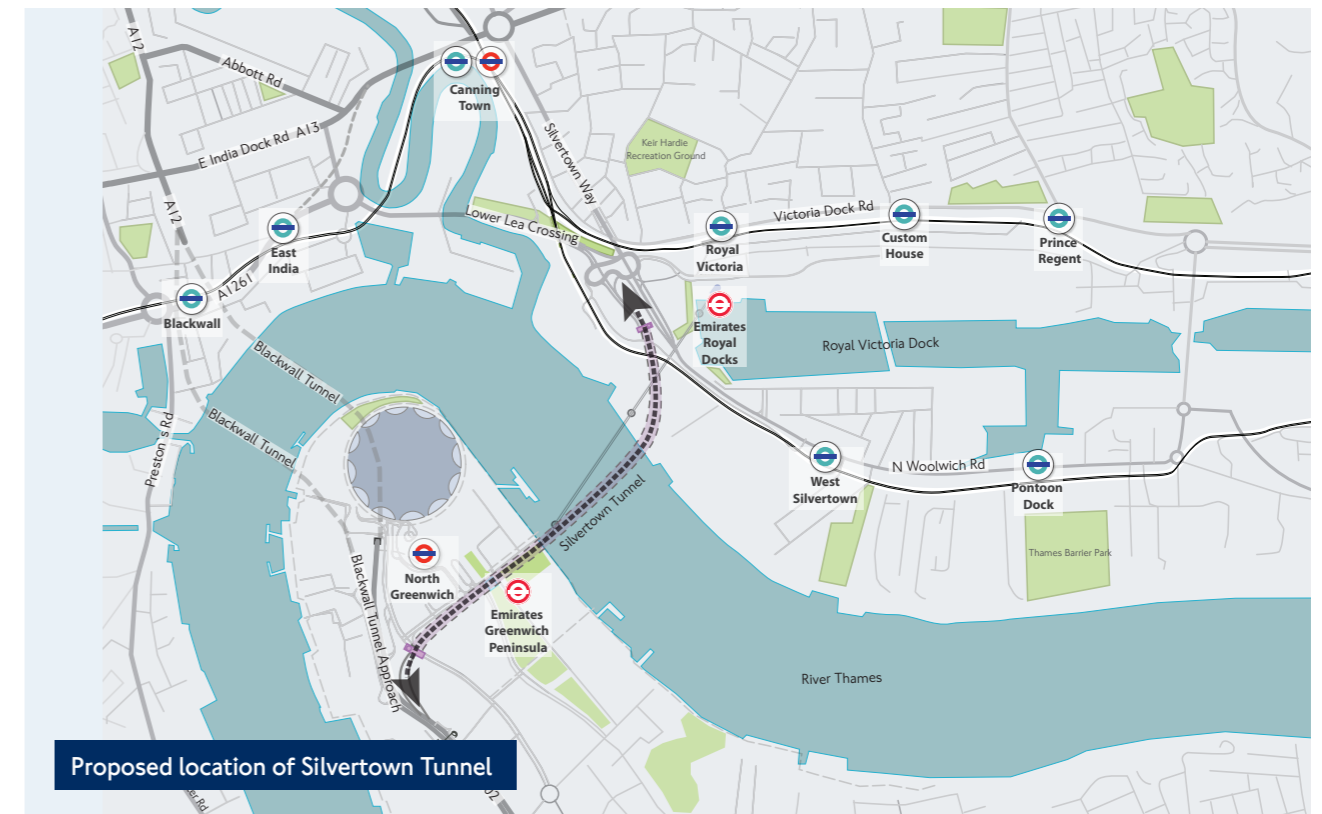 A12
Abbott Rd
Canning
Town
Silvertown Way
Keir Hardie
Recreation Ground
E India Dock Rd A13
A12
Lower Lea Crossing
Victoria Dock Rd
East
India
Royal
Victoria
Custom
House
Prince
Regent
A1261
Blackwall
Emirates
Royal
Docks
Royal Victoria Dock
Blackwall Tunnel
Blackwall Tunnel
Preston's Rd
N Woolwich Rd
West
Silvertown
Pontoon
Dock
Silvertown Tunnel
Thames Barrier Park
North
Greenwich
Blackwall Tunnel Approach
Emirates
Greenwich
Peninsula
River Thames
Proposed location of Silvertown Tunnel